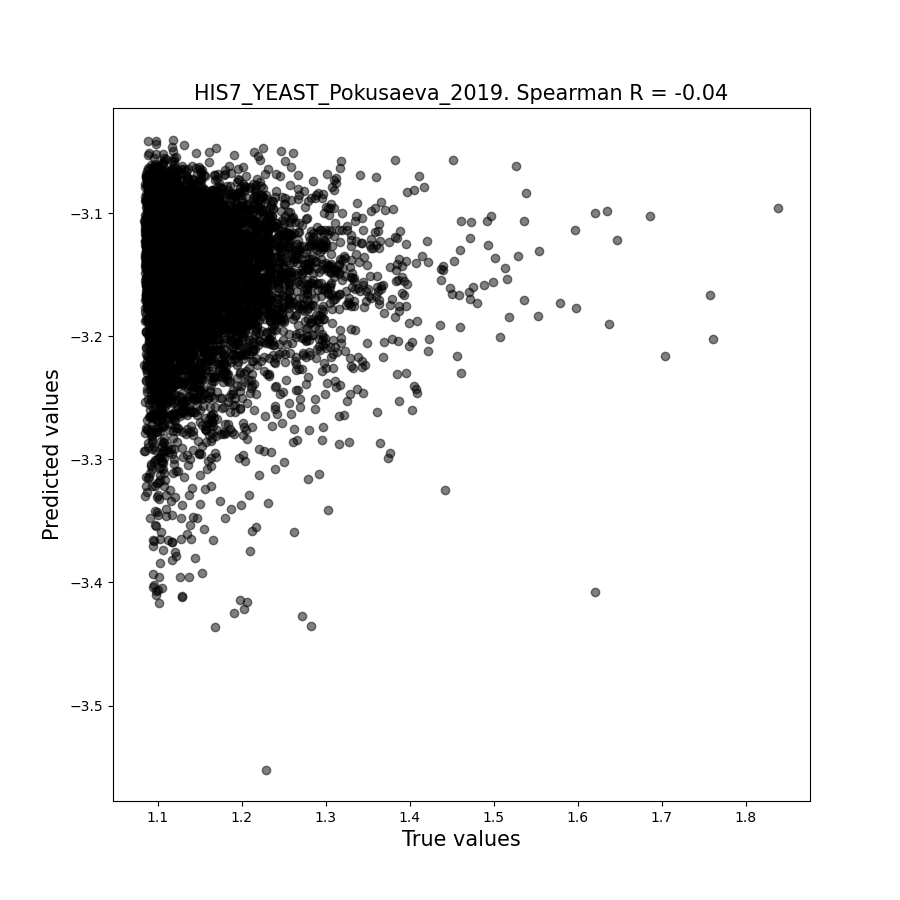 HIS7_YEAST_Pokusaeva_2019. Spearman R = -0.04
Predicted values
−3.1
−3.2
−3.3
−3.4
−3.5
1.1 1.2 1.3 1.4 1.5 1.6 1.7 1.8
True values